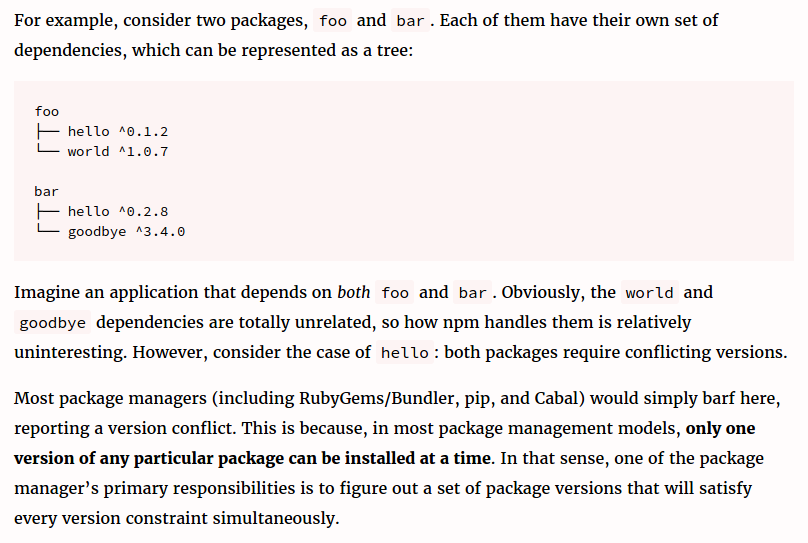 For example, consider two packages, foo and bar. Each of them have their own set of
dependencies, which can be represented as a tree:
foo
├── hello ^0.1.2
└── world ^1.0.7
bar
├── hello ^0.2.8
└── goodbye ^3.4.0
Imagine an application that depends on both foo and bar. Obviously, the world and
goodbye dependencies are totally unrelated, so how npm handles them is relatively
uninteresting. However, consider the case of hello: both packages require conflicting versions.
Most package managers (including RubyGems/Bundler, pip, and Cabal) would simply barf here,
reporting a version conflict. This is because, in most package management models, only one
version of any particular package can be installed at a time. In that sense, one of the package
manager’s primary responsibilities is to figure out a set of package versions that will satisfy
every version constraint simultaneously.